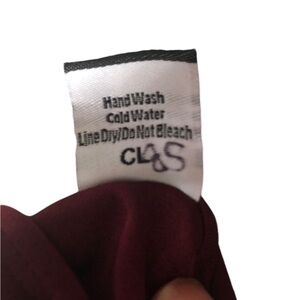 Hand Wash
Cold Water
Line Dry/Do Not Bleach
CL